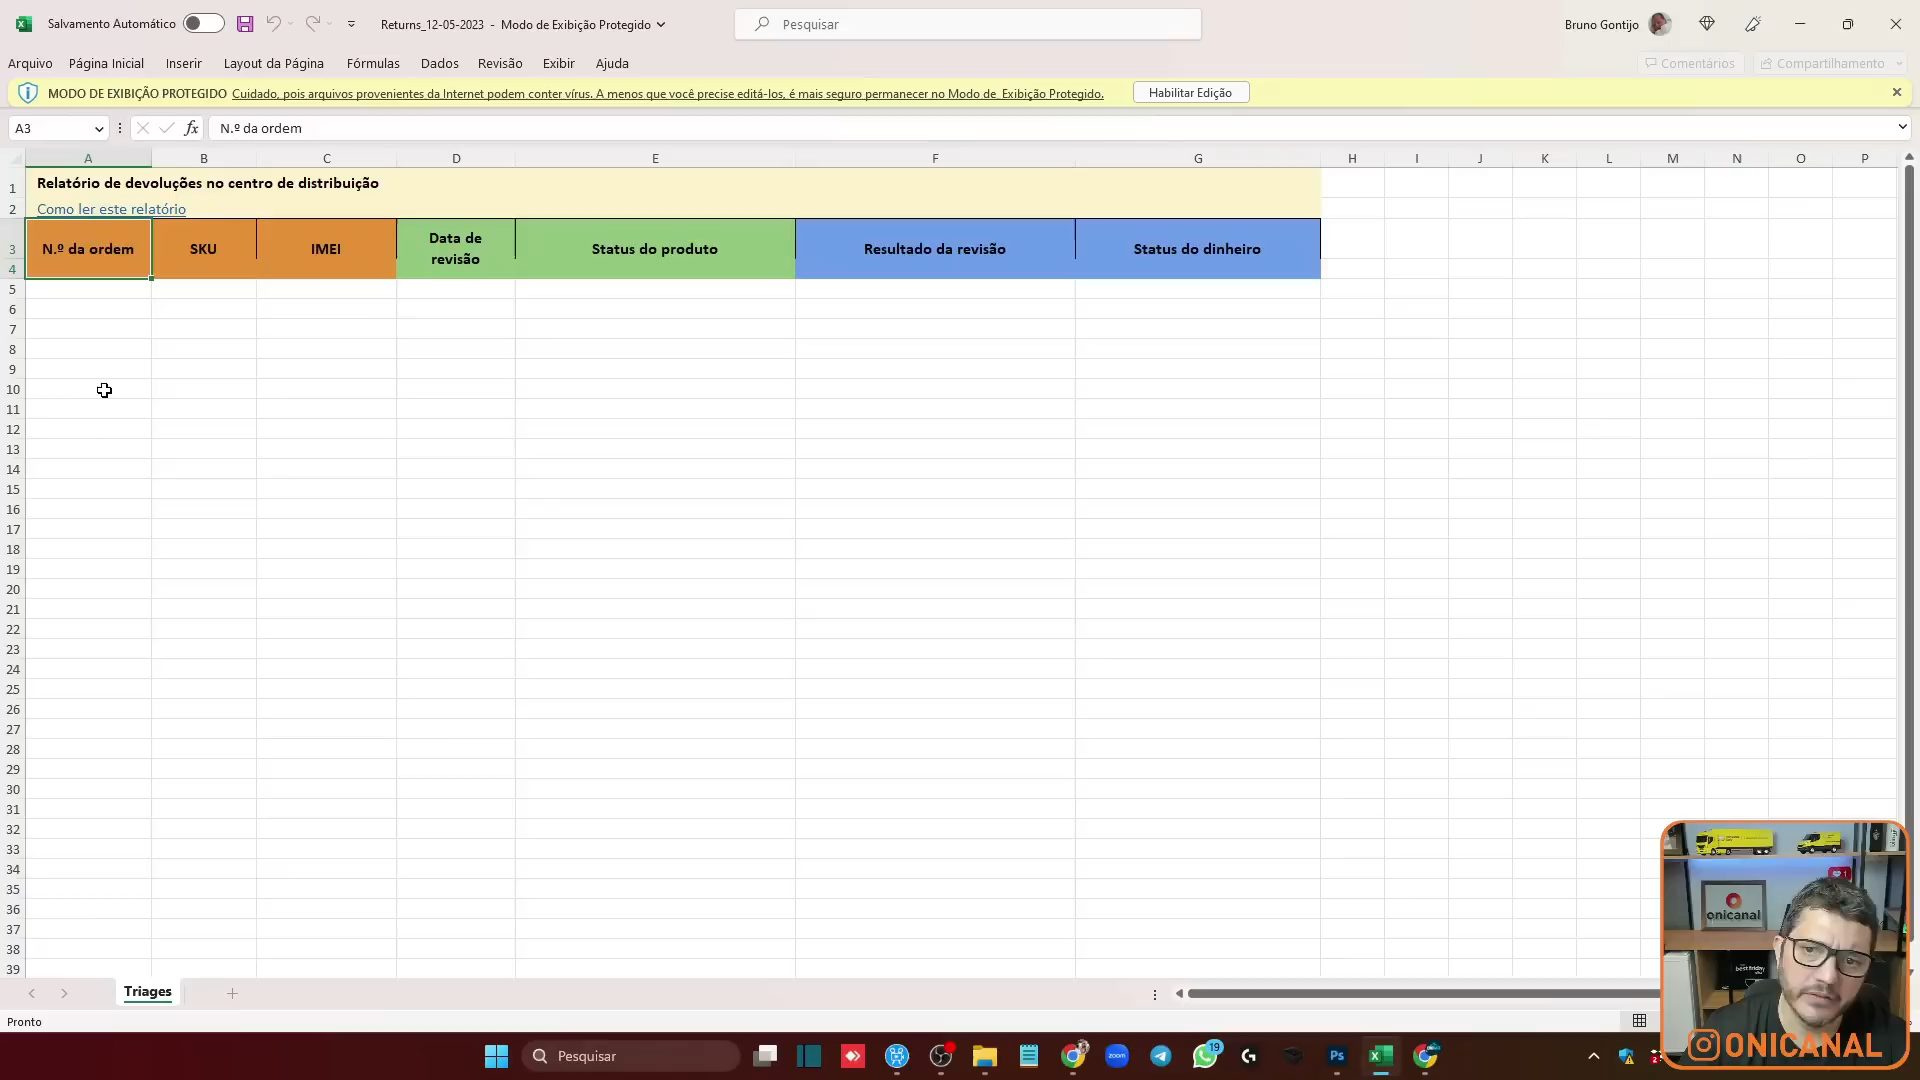 Salvamento Automático
Returns_12-05-2023 - Modo de Exibição Protegido
Pesquisar
Bruno Gontijo
Arquivo
Página Inicial
Inserir
Layout da Página
Fórmulas
Dados
Revisão
Exibir
Ajuda
Comentários
Compartilhamento
MODO DE EXIBIÇÃO PROTEGIDO Cuidado, pois arquivos provenientes da Internet podem conter vírus. A menos que você precise editá-los, é mais seguro permanecer no Modo de Exibição Protegido.
Habilitar Edição
A3
fx
N.º da ordem
A B C D E F G H I J K L M N O P
1 Relatório de devoluções no centro de distribuição
2 Como ler este relatório
3 N.º da ordem SKU IMEI Data de revisão Status do produto Resultado da revisão Status do dinheiro
4
5
6
7
8
9
10
11
12
13
14
15
16
17
18
19
20
21
22
23
24
25
26
27
28
29
30
31
32
33
34
35
36
37
38
39
Triages
Pronto
onicanal
best friday
ONICANAL
Pesquisar
zoom
19
Ps